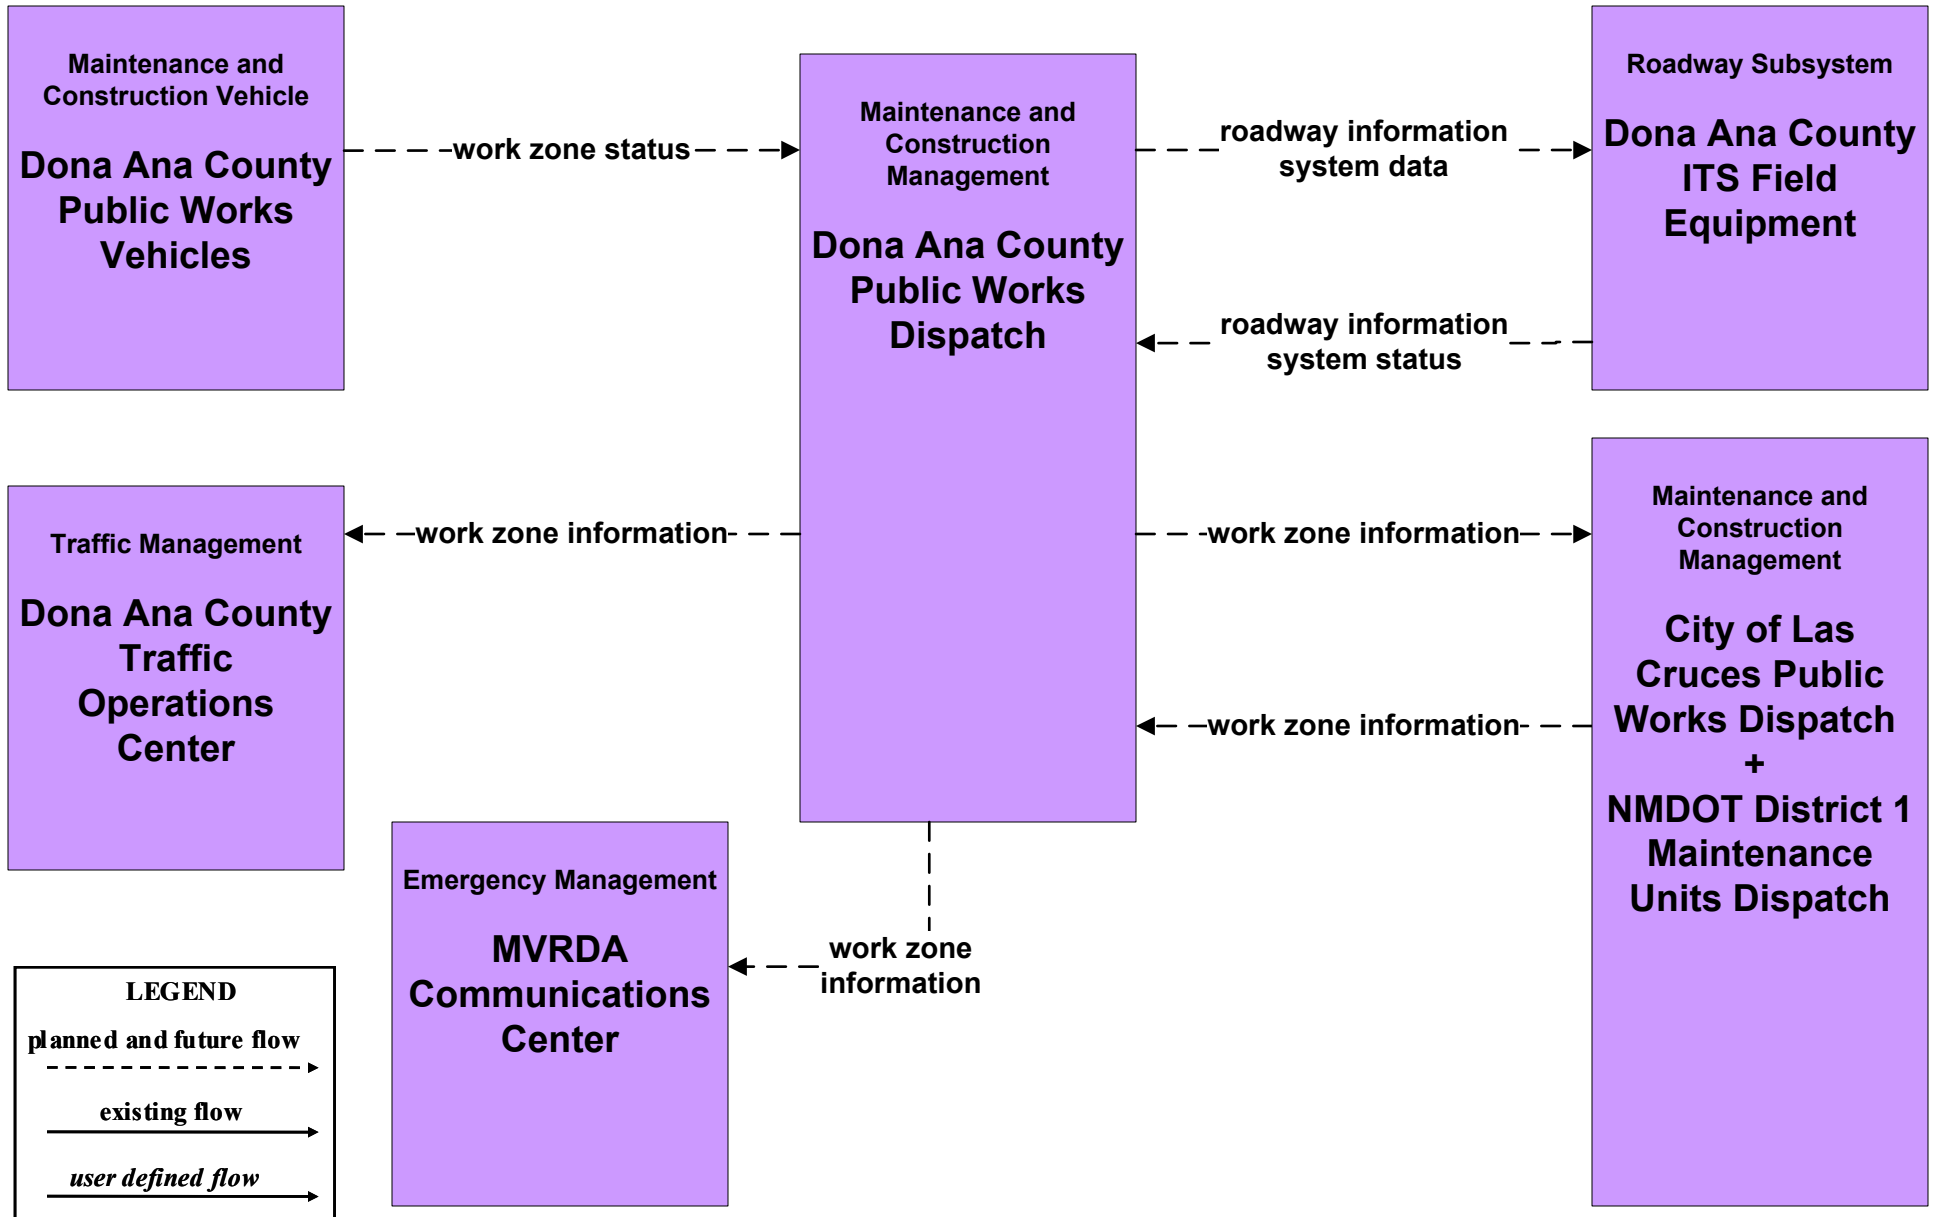 Maintenance and
Construction Vehicle
Dona Ana County
Public Works
Vehicles
work zone status
Maintenance and
Construction
Management
Dona Ana County
Public Works
Dispatch
roadway information
system data
Roadway Subsystem
Dona Ana County
ITS Field
Equipment
roadway information
system status
Traffic Management
Dona Ana County
Traffic
Operations
Center
work zone information
work zone information
Maintenance and
Construction
Management
City of Las
Cruces Public
Works Dispatch
+
NMDOT District 1
Maintenance
Units Dispatch
work zone information
Emergency Management
MVRDA
Communications
Center
work zone
information
LEGEND
planned and future flow
existing flow
user defined flow